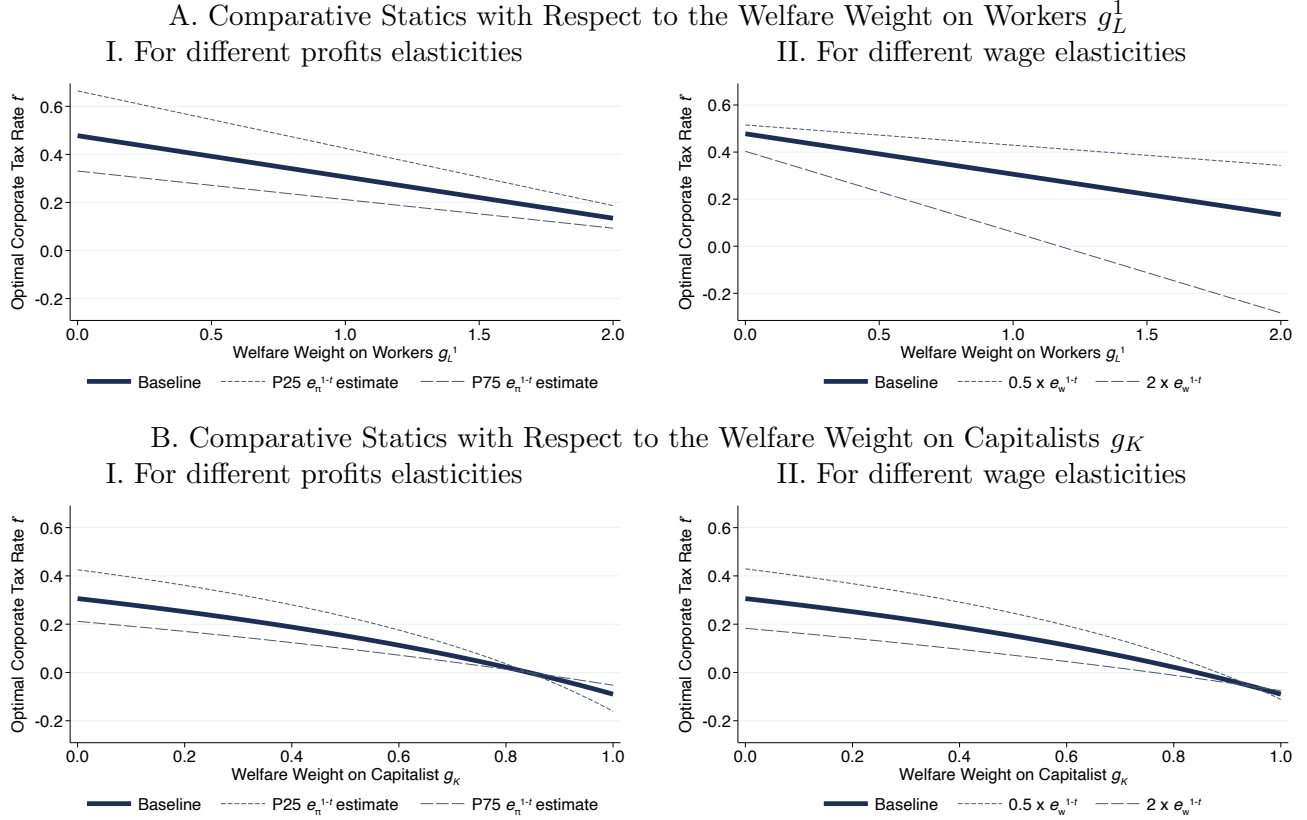 A. Comparative Statics with Respect to the Welfare Weight on Workers g_L^1
I. For different profits elasticities
II. For different wage elasticities
Optimal Corporate Tax Rate t*
0.6
0.4
0.2
0.0
-0.2
0.0 0.5 1.0 1.5 2.0
Welfare Weight on Workers g_L^1
Baseline P25 e_π^1-t estimate P75 e_π^1-t estimate
Optimal Corporate Tax Rate t*
0.6
0.4
0.2
0.0
-0.2
0.0 0.5 1.0 1.5 2.0
Welfare Weight on Workers g_L^1
Baseline 0.5 x e_w^1-t 2 x e_w^1-t
B. Comparative Statics with Respect to the Welfare Weight on Capitalists g_K
I. For different profits elasticities
II. For different wage elasticities
Optimal Corporate Tax Rate t*
0.6
0.4
0.2
0.0
-0.2
0.0 0.2 0.4 0.6 0.8 1.0
Welfare Weight on Capitalist g_K
Baseline P25 e_π^1-t estimate P75 e_π^1-t estimate
Optimal Corporate Tax Rate t*
0.6
0.4
0.2
0.0
-0.2
0.0 0.2 0.4 0.6 0.8 1.0
Welfare Weight on Capitalist g_K
Baseline 0.5 x e_w^1-t 2 x e_w^1-t